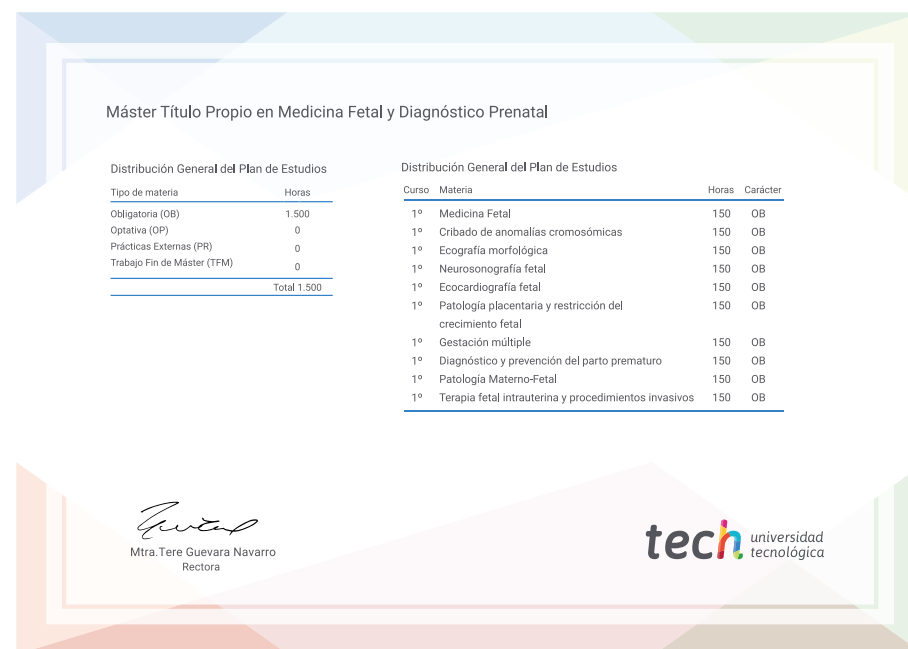 Máster Título Propio en Medicina Fetal y Diagnóstico Prenatal
Distribución General del Plan de Estudios
Tipo de materia Horas
Obligatoria (OB) 1.500
Optativa (OP) 0
Prácticas Externas (PR) 0
Trabajo Fin de Máster (TFM) 0
Total 1.500
Distribución General del Plan de Estudios
Curso Materia Horas Carácter
1º Medicina Fetal 150 OB
1º Cribado de anomalías cromosómicas 150 OB
1º Ecografía morfológica 150 OB
1º Neurosonografía fetal 150 OB
1º Ecocardiografía fetal 150 OB
1º Patología placentaria y restricción del 150 OB
crecimiento fetal
1º Gestación múltiple 150 OB
1º Diagnóstico y prevención del parto prematuro 150 OB
1º Patología Materno-Fetal 150 OB
1º Terapia fetal intrauterina y procedimientos invasivos 150 OB
Mtra.Tere Guevara Navarro
Rectora
tech universidad
tecnológica